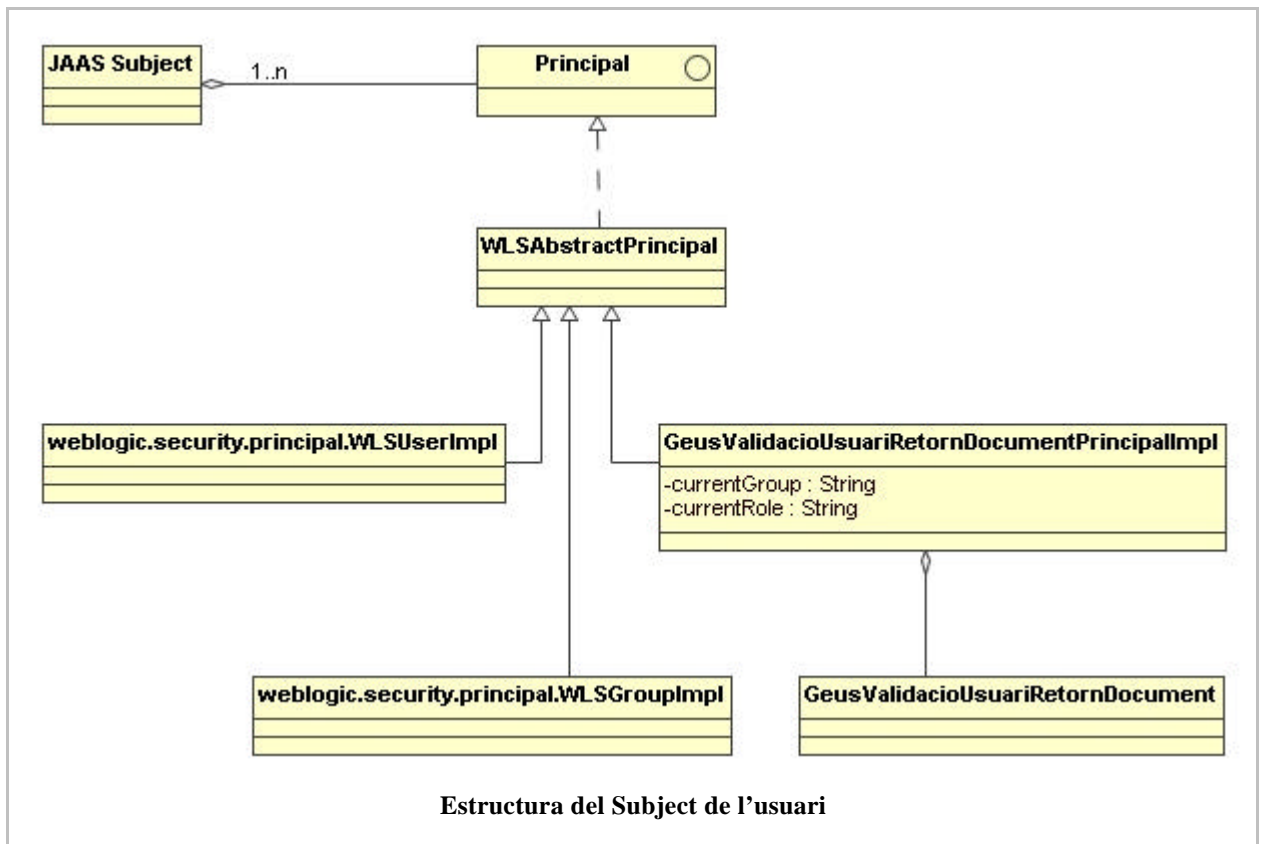 JAAS Subject
1..n
Principal
WLSAbstractPrincipal
weblogic.security.principal.WLSUserImpl
GeusValidacioUsuariRetornDocumentPrincipalImpl
-currentGroup : String
-currentRole : String
weblogic.security.principal.WLSGroupImpl
GeusValidacioUsuariRetornDocument
Estructura del Subject de l’usuari